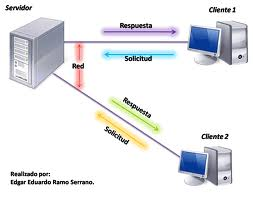 Servidor
Cliente 1
Respuesta
Solicitud
Red
Respuesta
Solicitud
Cliente 2
Realizado por:
Edgar Eduardo Ramo Serrano.